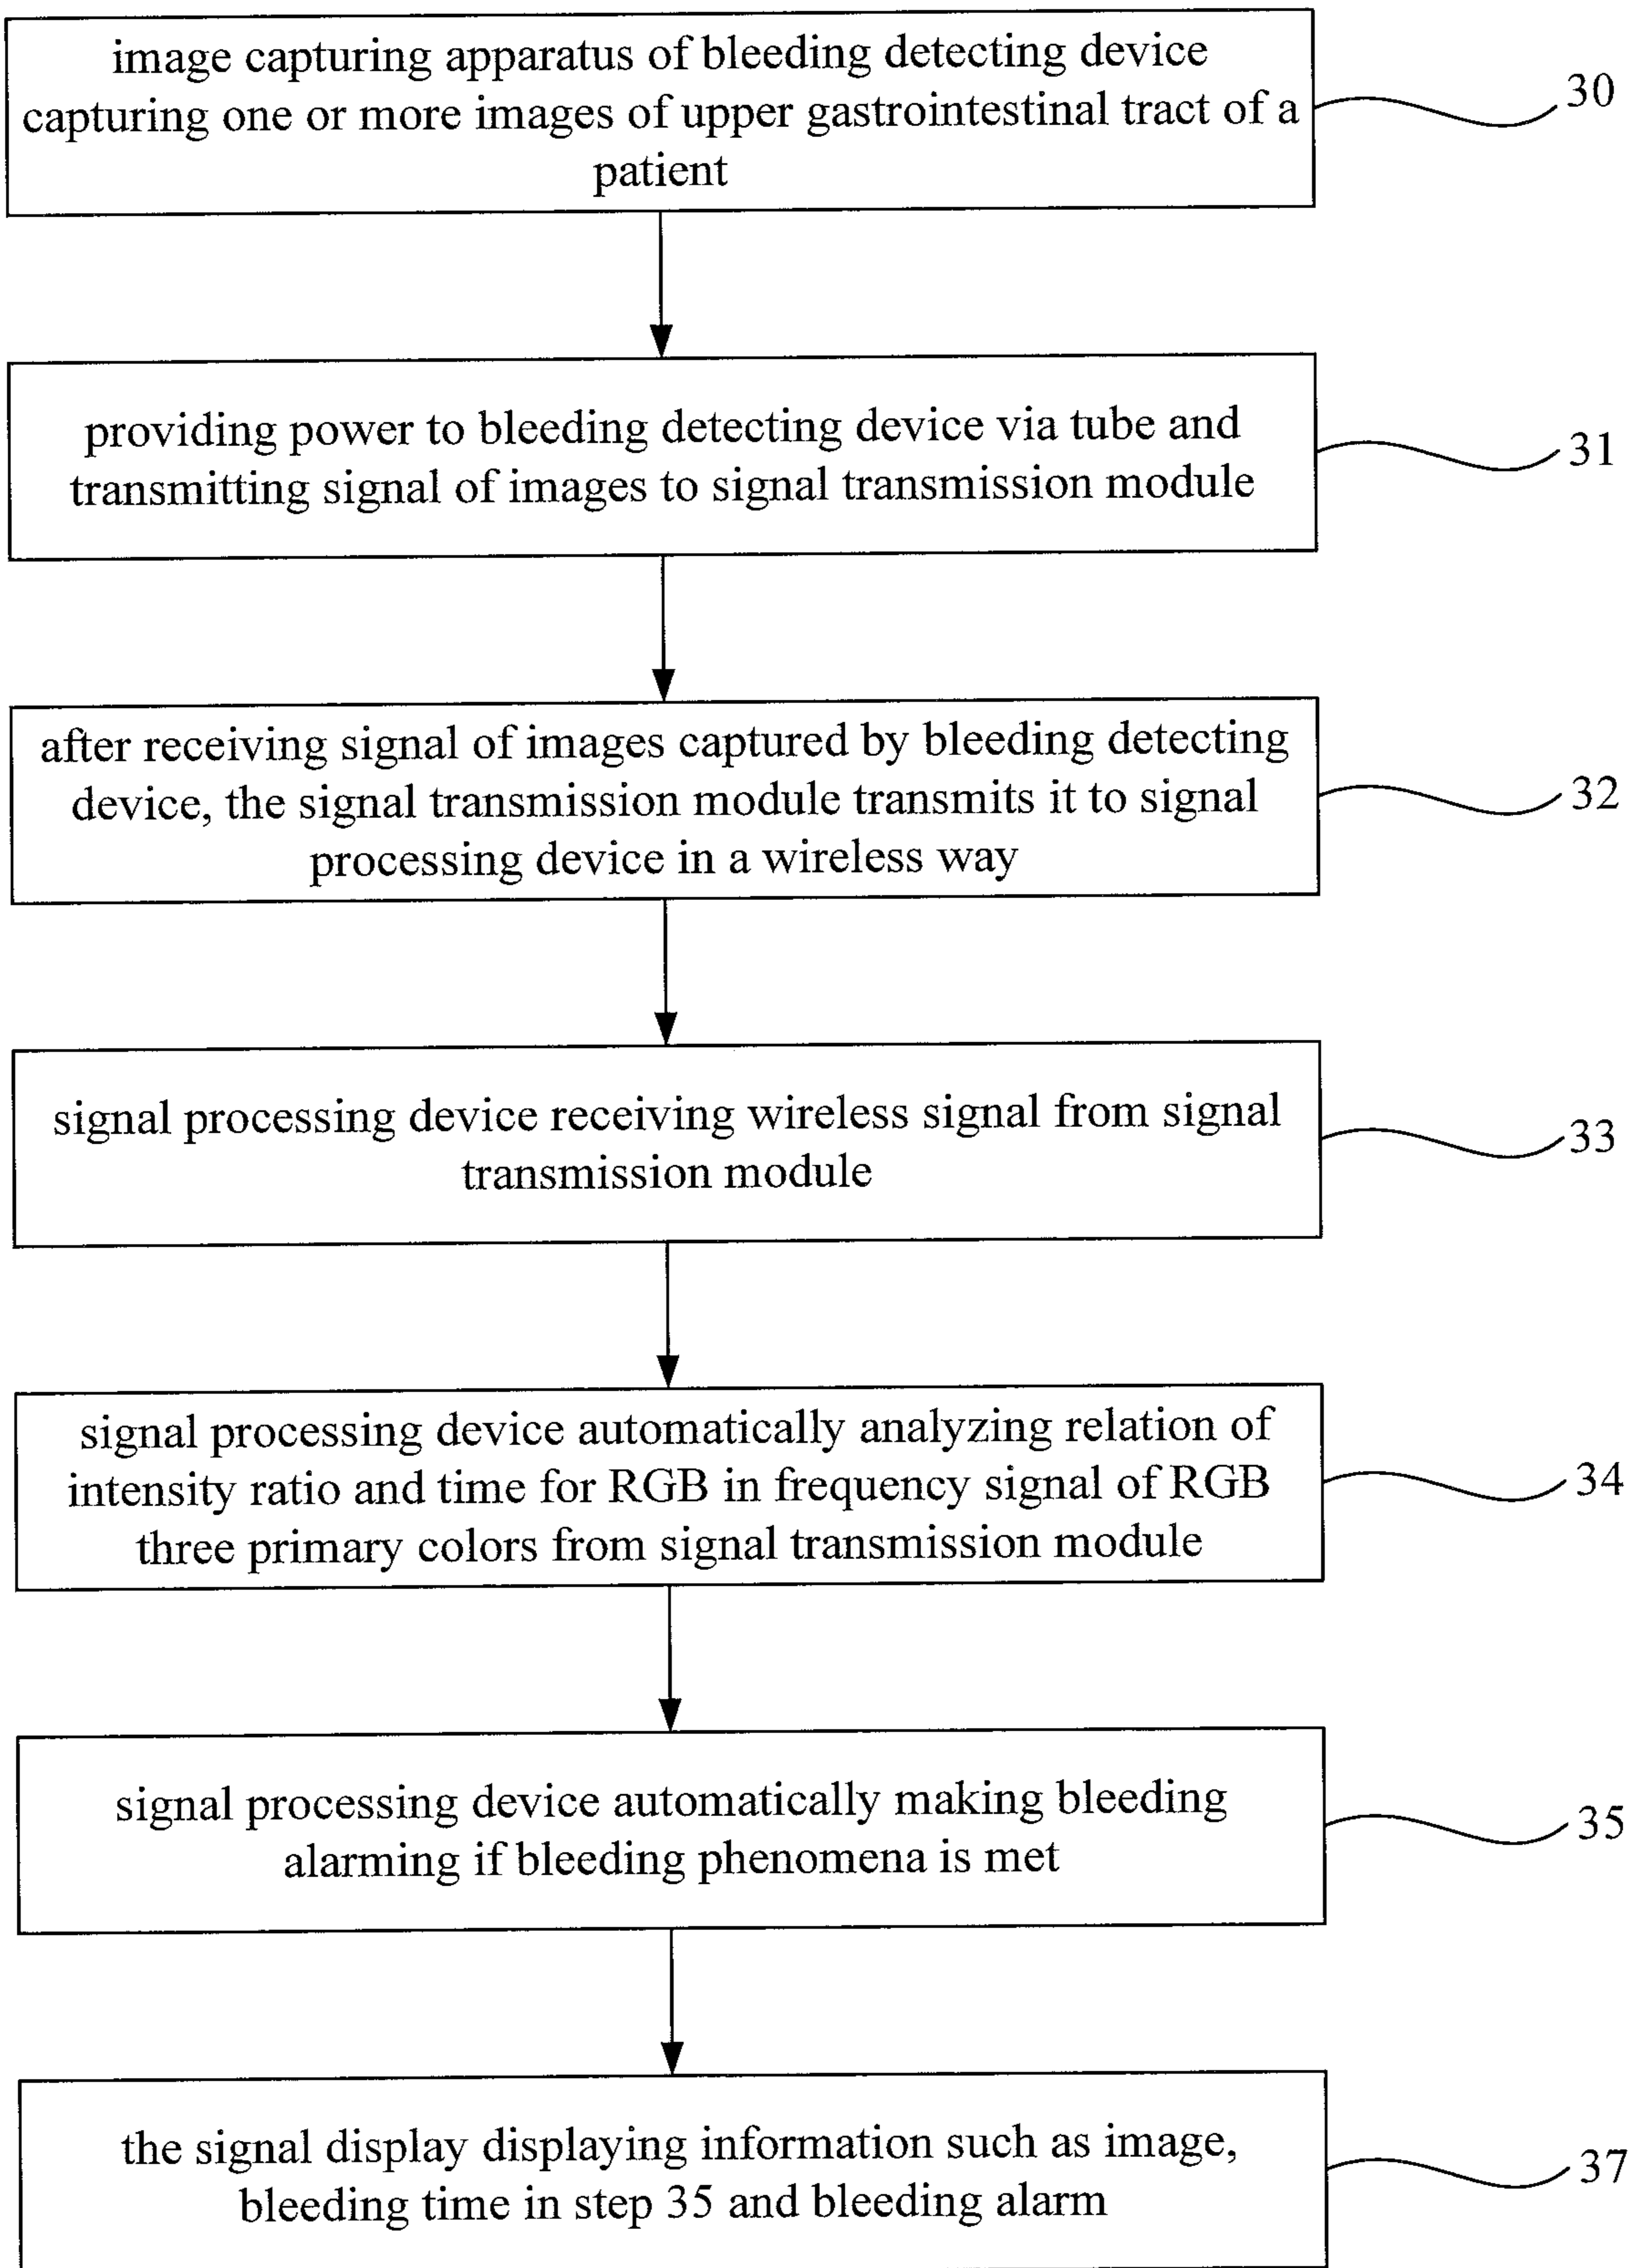 image capturing apparatus of bleeding detecting device
capturing one or more images of upper gastrointestinal tract of a
patient
30
providing power to bleeding detecting device via tube and
transmitting signal of images to signal transmission module
31
after receiving signal of images captured by bleeding detecting
device, the signal transmission module transmits it to signal
processing device in a wireless way
32
signal processing device receiving wireless signal from signal
transmission module
33
signal processing device automatically analyzing relation of
intensity ratio and time for RGB in frequency signal of RGB
three primary colors from signal transmission module
34
signal processing device automatically making bleeding
alarming if bleeding phenomena is met
35
the signal display displaying information such as image,
bleeding time in step 35 and bleeding alarm
37